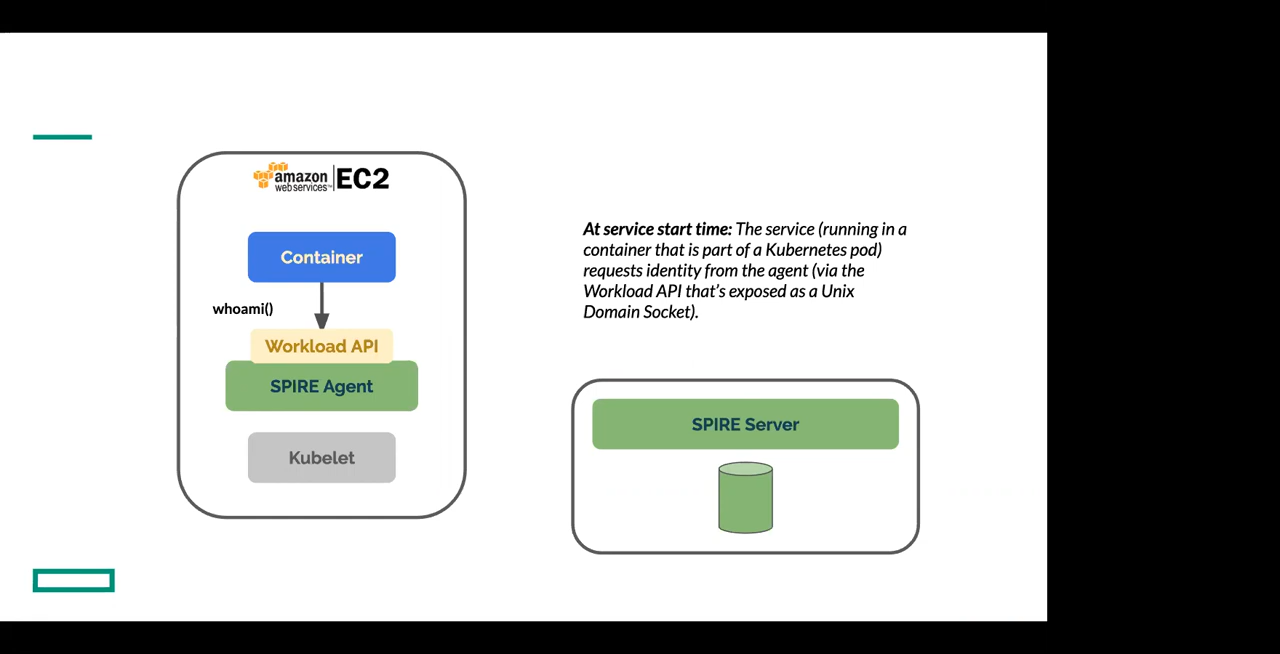 amazon
webservices™
EC2
Container
whoami()
Workload API
SPIRE Agent
Kubelet
At service start time: The service (running in a
container that is part of a Kubernetes pod)
requests identity from the agent (via the
Workload API that's exposed as a Unix
Domain Socket).
SPIRE Server